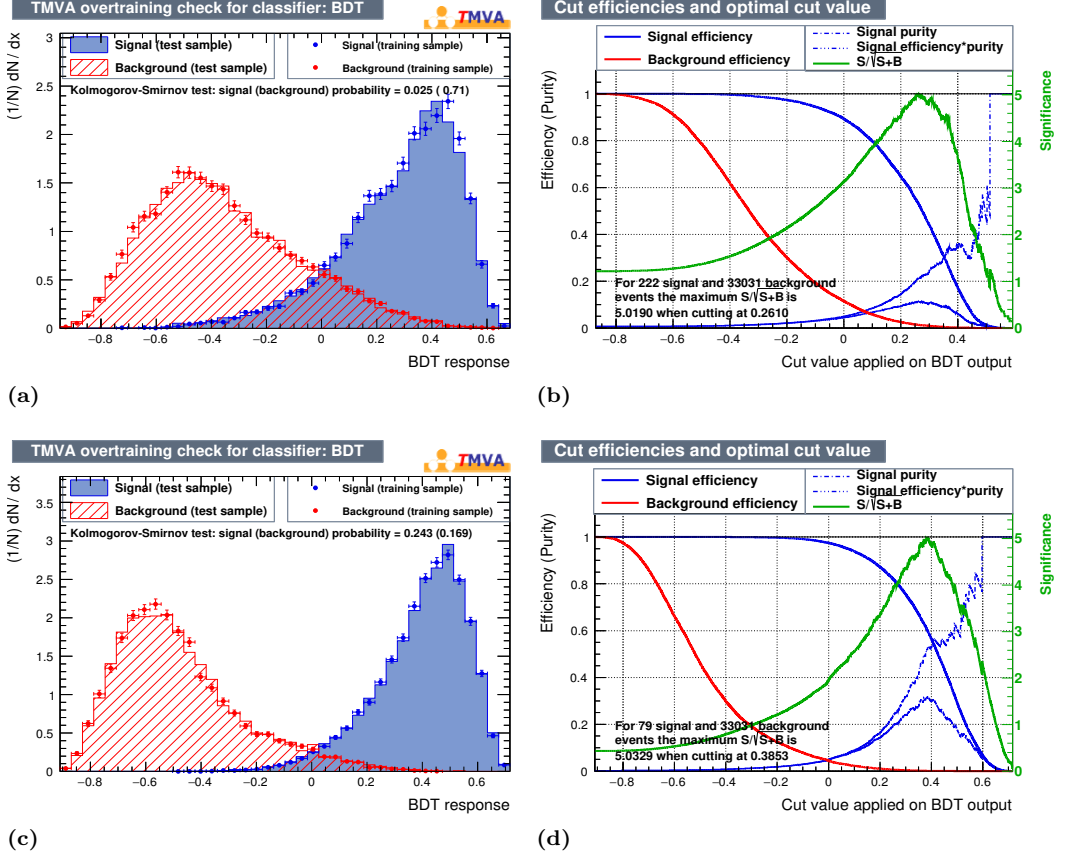 TMVA overtraining check for classifier: BDT
TMVA
Signal (test sample)
Background (test sample)
Signal (training sample)
Background (training sample)
Kolmogorov-Smirnov test: signal (background) probability = 0.025 ( 0.71)
(1/N) dN / dx
3
2.5
2
1.5
1
0.5
0
−0.8 −0.6 −0.4 −0.2 0 0.2 0.4 0.6
BDT response
(a)
Cut efficiencies and optimal cut value
Signal efficiency
Background efficiency
Signal purity
Signal efficiency*purity
S/√S+B
Efficiency (Purity)
1
0.8
0.6
0.4
0.2
0
For 222 signal and 33031 background
events the maximum S/√S+B is
5.0190 when cutting at 0.2610
−0.8 −0.6 −0.4 −0.2 0 0.2 0.4
Cut value applied on BDT output
5
4
3
2
1
0
Significance
(b)
TMVA overtraining check for classifier: BDT
TMVA
Signal (test sample)
Background (test sample)
Signal (training sample)
Background (training sample)
Kolmogorov-Smirnov test: signal (background) probability = 0.243 (0.169)
(1/N) dN / dx
3.5
3
2.5
2
1.5
1
0.5
0
−0.8 −0.6 −0.4 −0.2 0 0.2 0.4 0.6
BDT response
(c)
Cut efficiencies and optimal cut value
Signal efficiency
Background efficiency
Signal purity
Signal efficiency*purity
S/√S+B
Efficiency (Purity)
1
0.8
0.6
0.4
0.2
0
For 79 signal and 33031 background
events the maximum S/√S+B is
5.0329 when cutting at 0.3853
−0.8 −0.6 −0.4 −0.2 0 0.2 0.4 0.6
Cut value applied on BDT output
5
4
3
2
1
0
Significance
(d)